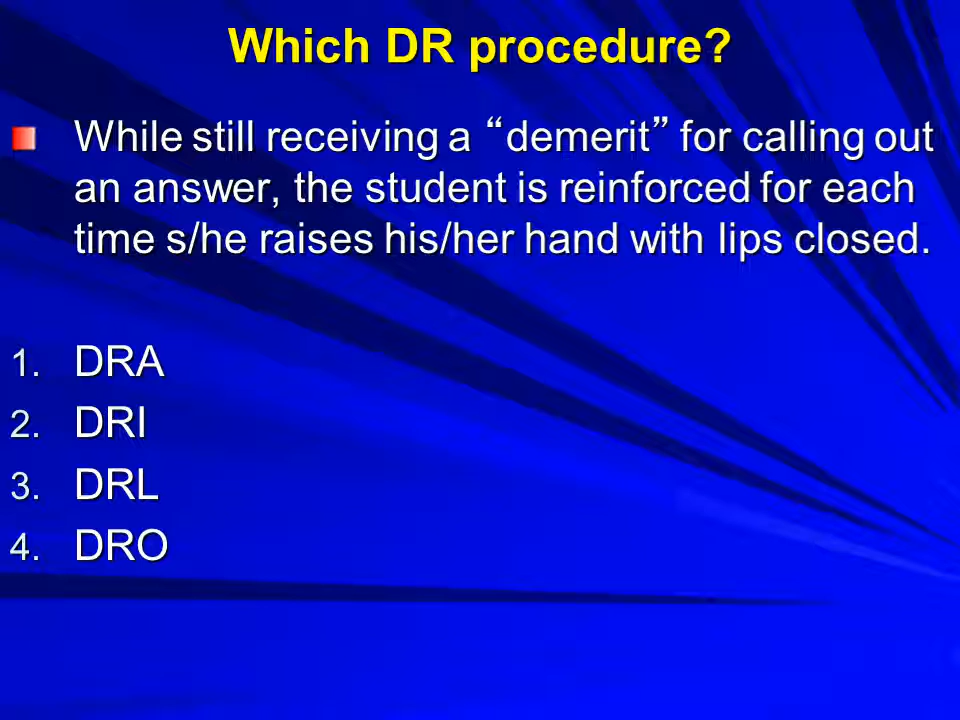 Which DR procedure?
While still receiving a “demerit” for calling out
an answer, the student is reinforced for each
time s/he raises his/her hand with lips closed.
1. DRA
2. DRI
3. DRL
4. DRO